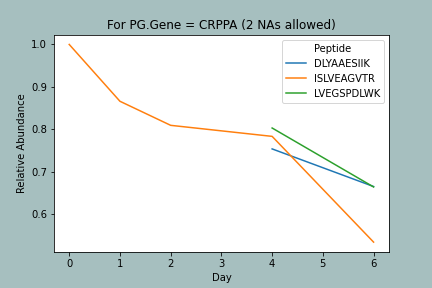 For PG.Gene = CRPPA (2 NAs allowed)
Peptide
DLYAAESIIK
ISLVEAGVTR
LVEGSPDLWK
Relative Abundance
1.0
0.9
0.8
0.7
0.6
0 1 2 3 4 5 6
Day